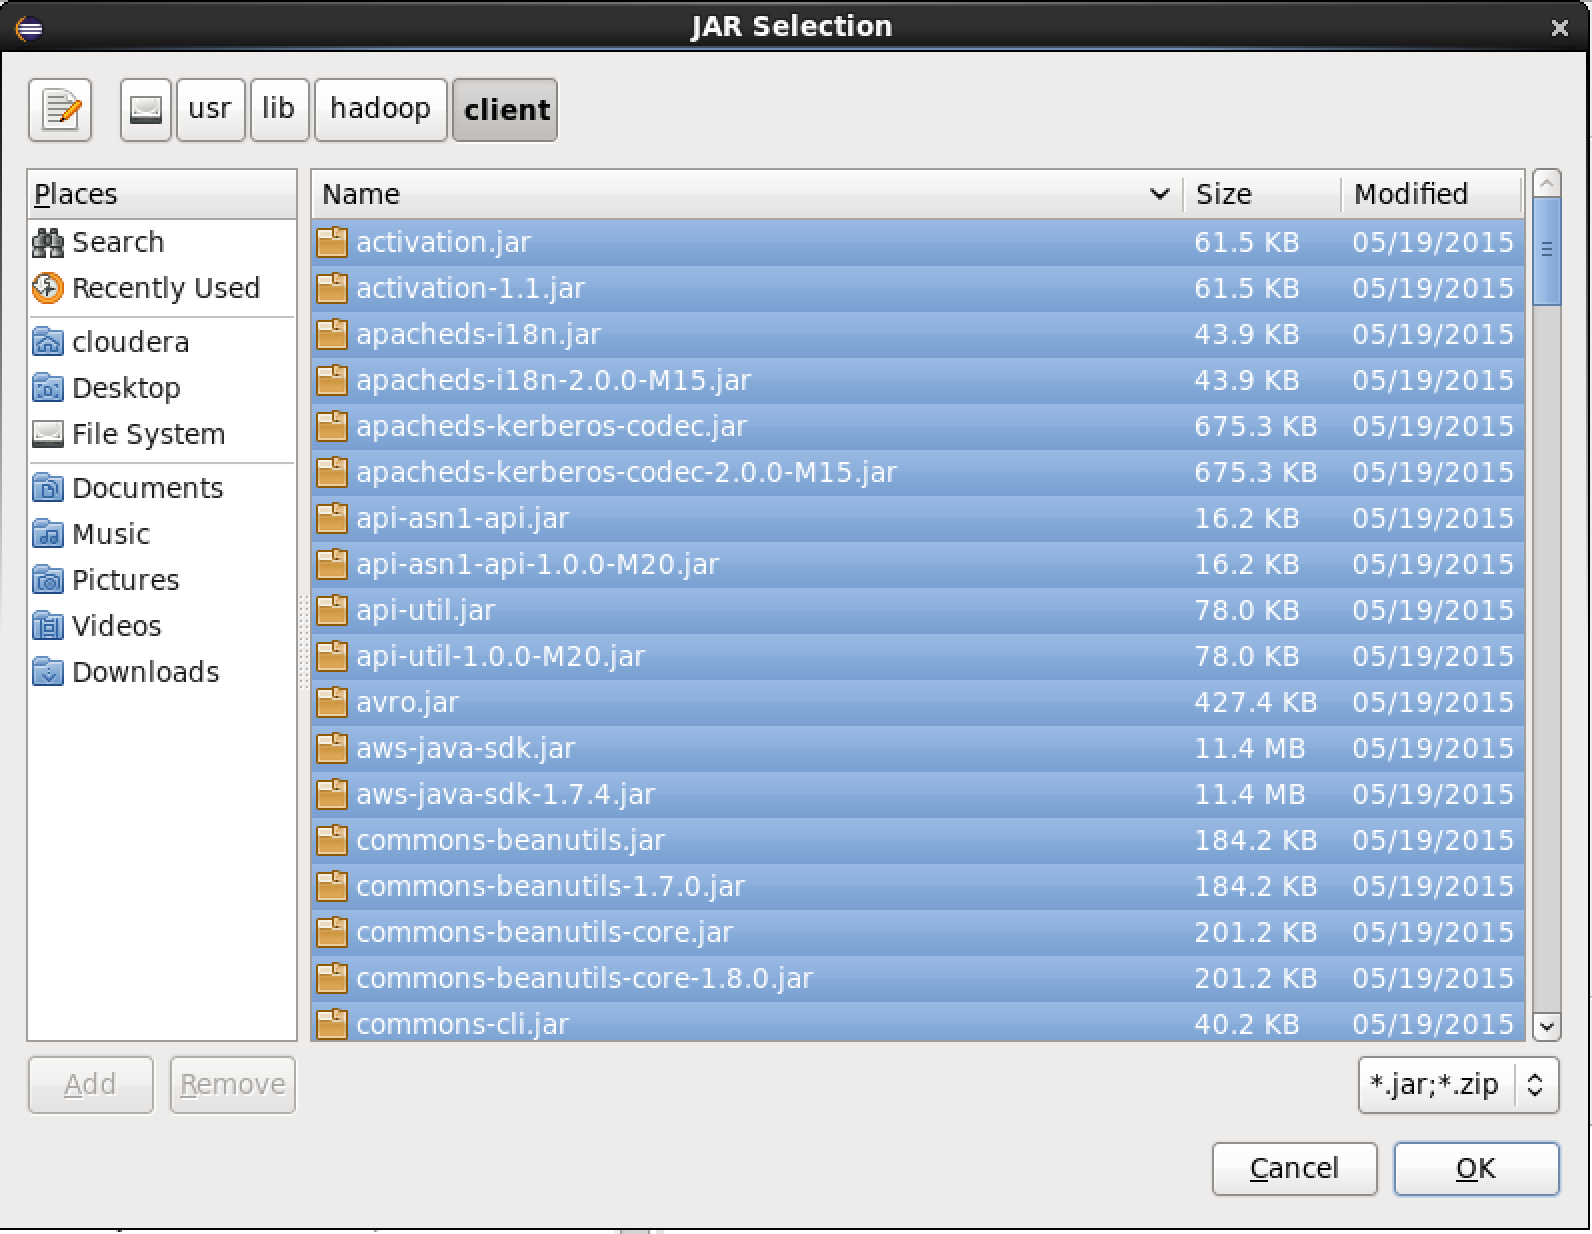 JAR Selection
usr lib hadoop client
Places
Search
Recently Used
cloudera
Desktop
File System
Documents
Music
Pictures
Videos
Downloads
Name Size Modified
activation.jar 61.5 KB 05/19/2015
activation-1.1.jar 61.5 KB 05/19/2015
apacheds-i18n.jar 43.9 KB 05/19/2015
apacheds-i18n-2.0.0-M15.jar 43.9 KB 05/19/2015
apacheds-kerberos-codec.jar 675.3 KB 05/19/2015
apacheds-kerberos-codec-2.0.0-M15.jar 675.3 KB 05/19/2015
api-asn1-api.jar 16.2 KB 05/19/2015
api-asn1-api-1.0.0-M20.jar 16.2 KB 05/19/2015
api-util.jar 78.0 KB 05/19/2015
api-util-1.0.0-M20.jar 78.0 KB 05/19/2015
avro.jar 427.4 KB 05/19/2015
aws-java-sdk.jar 11.4 MB 05/19/2015
aws-java-sdk-1.7.4.jar 11.4 MB 05/19/2015
commons-beanutils.jar 184.2 KB 05/19/2015
commons-beanutils-1.7.0.jar 184.2 KB 05/19/2015
commons-beanutils-core.jar 201.2 KB 05/19/2015
commons-beanutils-core-1.8.0.jar 201.2 KB 05/19/2015
commons-cli.jar 40.2 KB 05/19/2015
Add Remove
*.jar;*.zip
Cancel OK